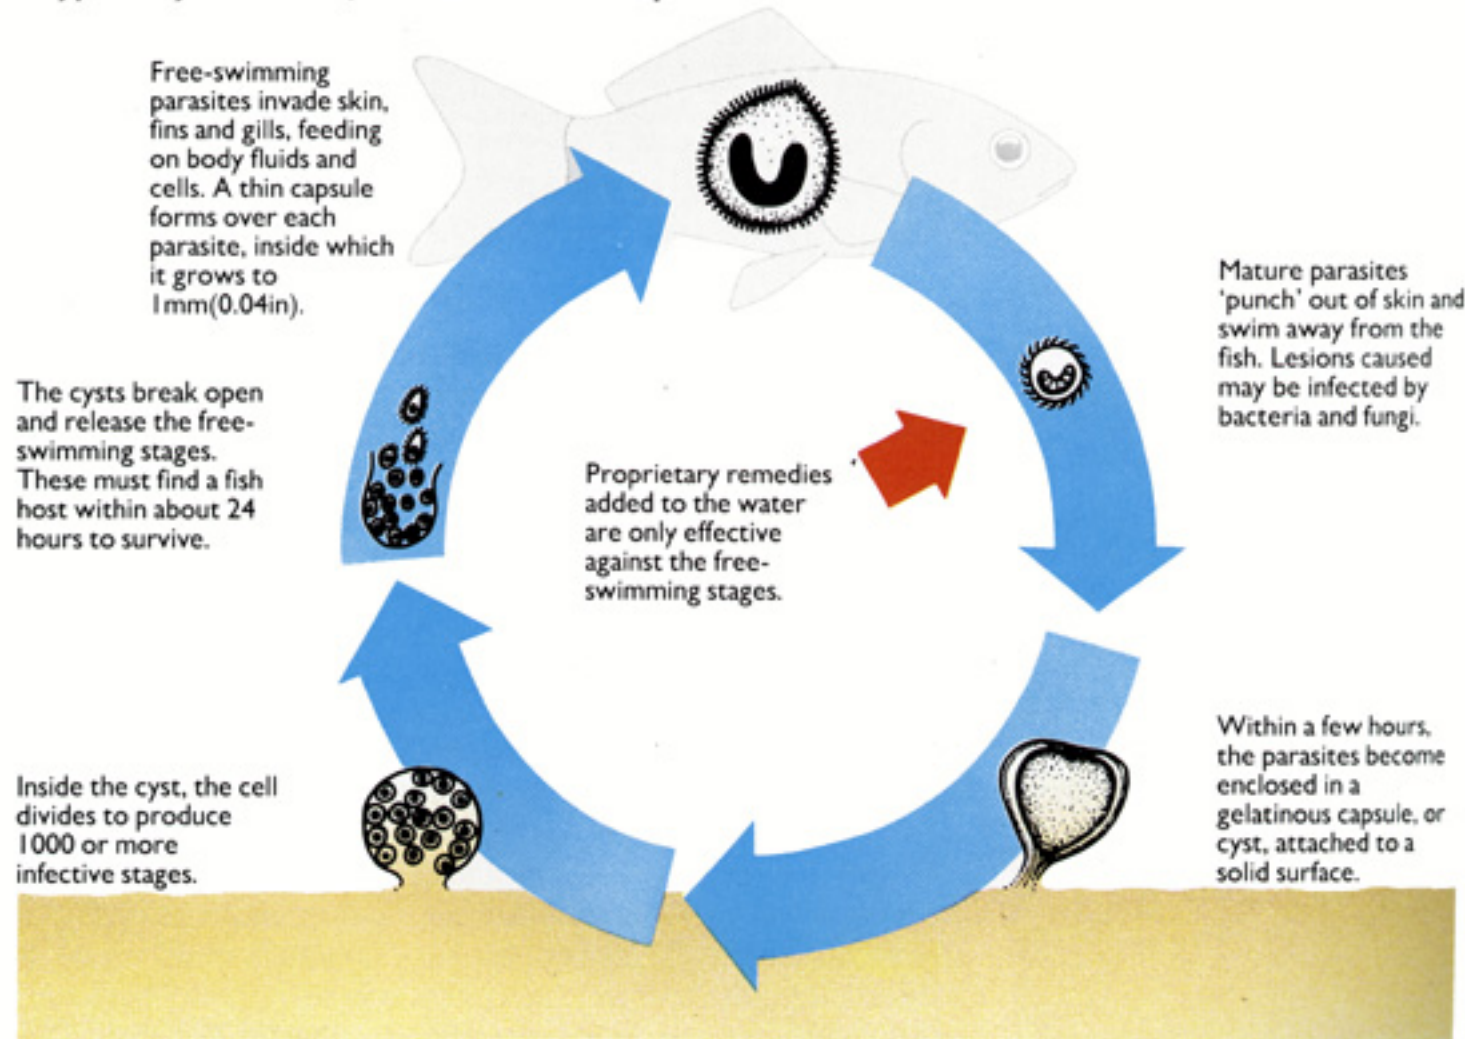 Free-swimming
parasites invade skin,
fins and gills, feeding
on body fluids and
cells. A thin capsule
forms over each
parasite, inside which
it grows to
1mm(0.04in).
Mature parasites
'punch' out of skin and
swim away from the
fish. Lesions caused
may be infected by
bacteria and fungi.
The cysts break open
and release the free-
swimming stages.
These must find a fish
host within about 24
hours to survive.
Proprietary remedies
added to the water
are only effective
against the free-
swimming stages.
Within a few hours,
the parasites become
enclosed in a
gelatinous capsule, or
cyst, attached to a
solid surface.
Inside the cyst, the cell
divides to produce
1000 or more
infective stages.